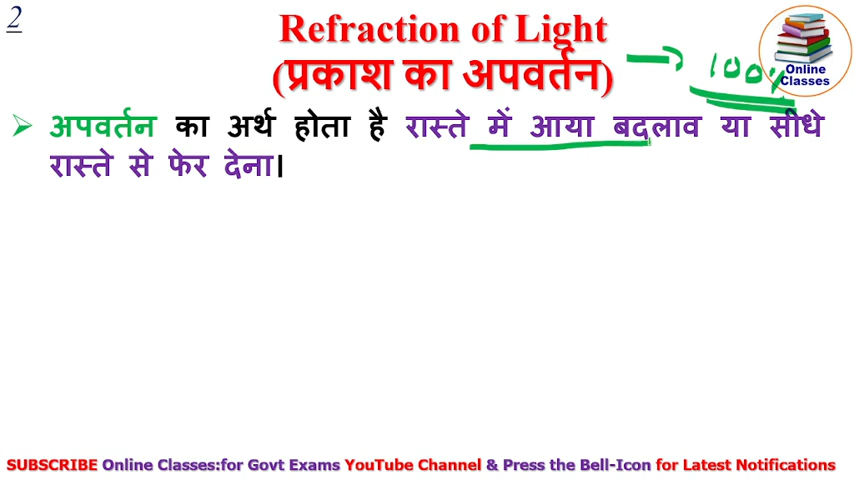 2
Refraction of Light
(प्रकाश का अपवर्तन)
100%
Online
Classes
अपवर्तन का अर्थ होता है रास्ते में आया बदलाव या सीधे
रास्ते से फेर देना।
SUBSCRIBE Online Classes:for Govt Exams YouTube Channel & Press the Bell-Icon for Latest Notifications